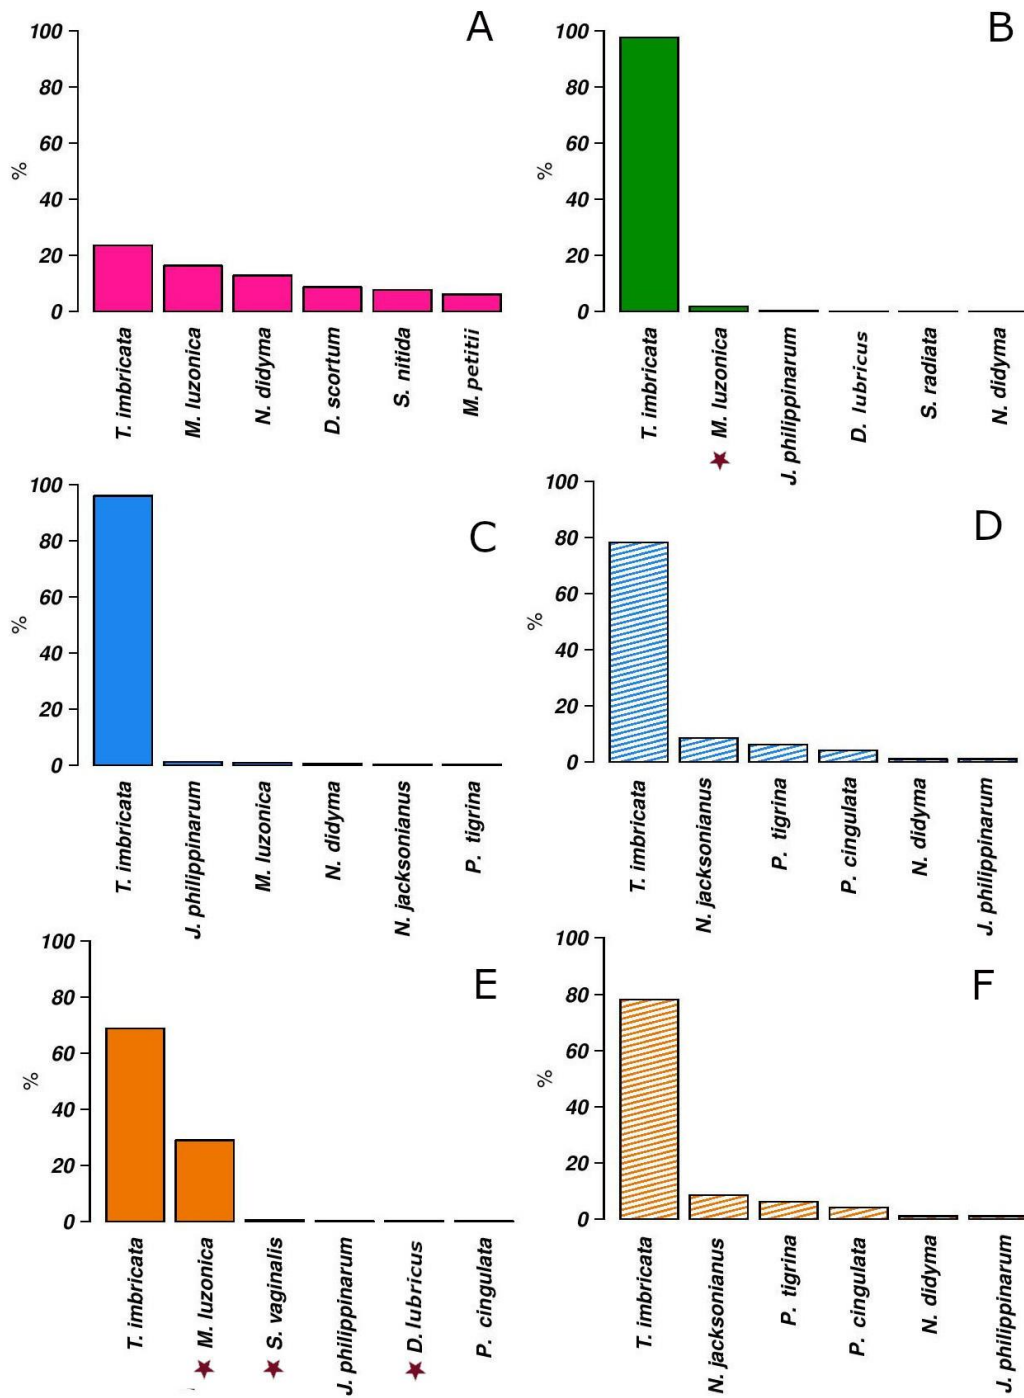 A
100
80
60
40
20
0
%
T. imbricata
M. luzonica
N. didyma
D. scortum
S. nitida
M. petitii
B
100
80
60
40
20
0
%
T. imbricata
M. luzonica
J. philippinarum
D. lubricus
S. radiata
N. didyma
C
100
80
60
40
20
0
%
T. imbricata
J. philippinarum
M. luzonica
N. didyma
N. jacksonianus
P. tigrina
D
100
80
60
40
20
0
%
T. imbricata
N. jacksonianus
P. tigrina
P. cingulata
N. didyma
J. philippinarum
E
100
80
60
40
20
0
%
T. imbricata
M. luzonica
S. vaginalis
J. philippinarum
D. lubricus
P. cingulata
F
100
80
60
40
20
0
%
T. imbricata
N. jacksonianus
P. tigrina
P. cingulata
N. didyma
J. philippinarum